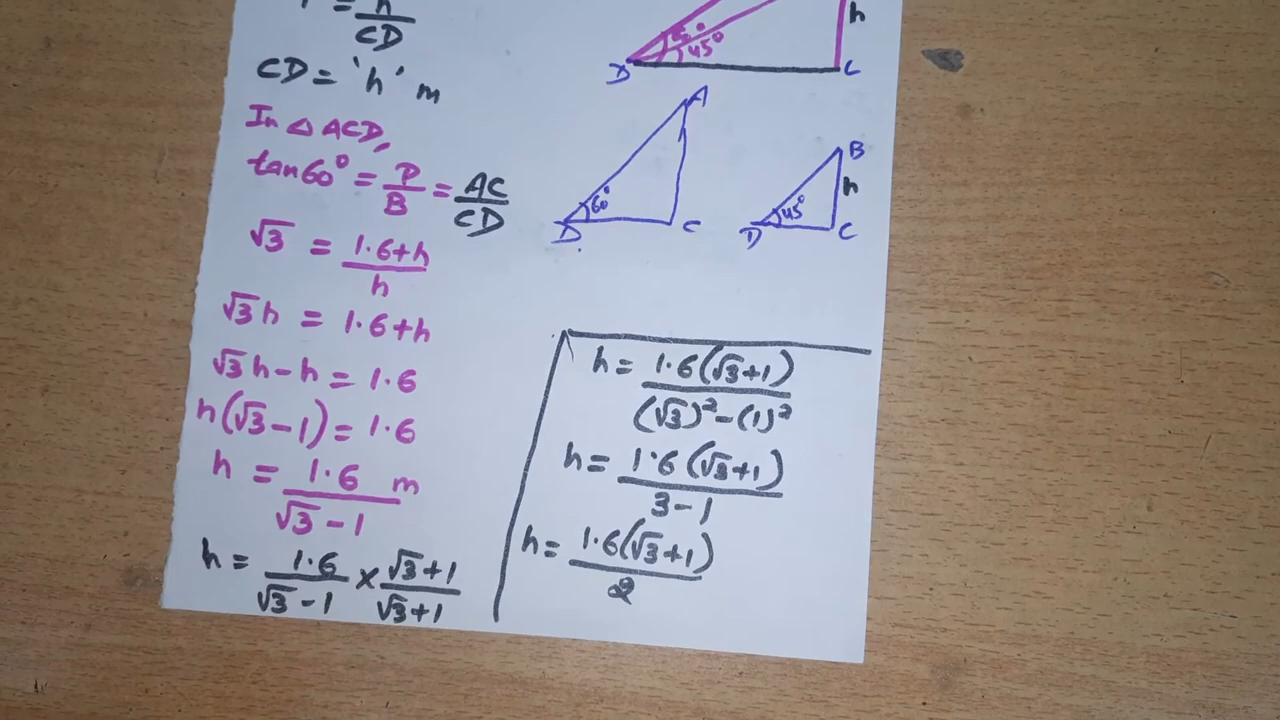 = h/CD
CD = 'h' m
In △ ACD,
tan60° = P/B = AC/CD
√3 = 1.6+h/h
√3h = 1.6+h
√3h-h = 1.6
h(√3-1) = 1.6
h = 1.6/√3-1 m
h = 1.6/√3-1 × √3+1/√3+1
h
45°
D C
A
60°
D C
B
h
45°
D C
h = 1.6(√3+1)/(√3)²-(1)²
h = 1.6(√3+1)/3-1
h = 1.6(√3+1)/2